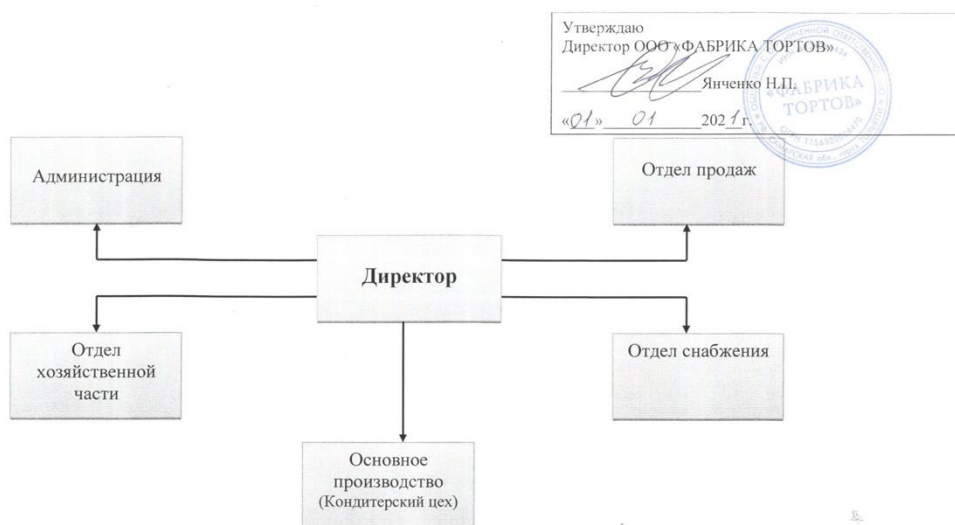 Утверждаю
Директор ООО «ФАБРИКА ТОРТОВ»
Янченко Н.П.
«01» 01 2021г.
«ФАБРИКА
ТОРТОВ»
Администрация
Отдел продаж
Директор
Отдел
хозяйственной
части
Отдел снабжения
Основное
производство
(Кондитерский цех)